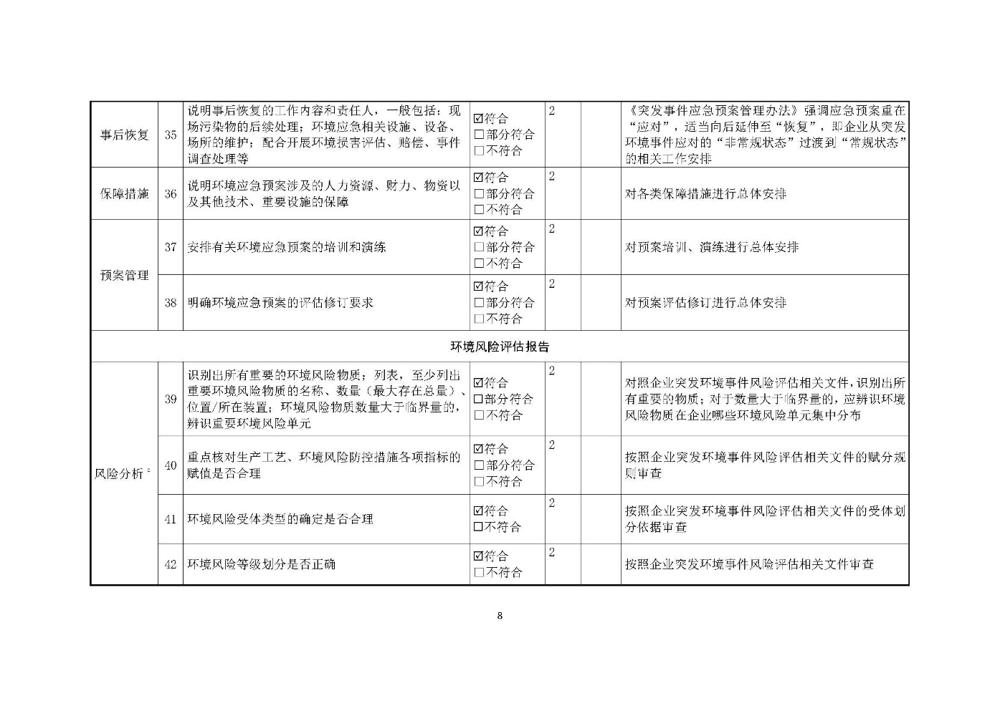 事后恢复
35
说明事后恢复的工作内容和责任人，一般包括：现
场污染物的后续处理；环境应急相关设施、设备、
场所的维护；配合开展环境损害评估、赔偿、事件
调查处理等
☑符合
□部分符合
□不符合
2
《突发事件应急预案管理办法》强调应急预案重在
“应对”，适当向后延伸至“恢复”，即企业从突发
环境事件应对的“非常规状态”过渡到“常规状态”
的相关工作安排
保障措施
36
说明环境应急预案涉及的人力资源、财力、物资以
及其他技术、重要设施的保障
☑符合
□部分符合
□不符合
2
对各类保障措施进行总体安排
预案管理
37
安排有关环境应急预案的培训和演练
☑符合
□部分符合
□不符合
2
对预案培训、演练进行总体安排
38
明确环境应急预案的评估修订要求
☑符合
□部分符合
□不符合
2
对预案评估修订进行总体安排
环境风险评估报告
风险分析
39
识别出所有重要的环境风险物质；列表，至少列出
重要环境风险物质的名称、数量（最大存在总量）、
位置/所在装置；环境风险物质数量大于临界量的，
辨识重要环境风险单元
☑符合
□部分符合
□不符合
2
对照企业突发环境事件风险评估相关文件，识别出所
有重要的物质；对于数量大于临界量的，应辨识环境
风险物质在企业哪些环境风险单元集中分布
40
重点核对生产工艺、环境风险防控措施各项指标的
赋值是否合理
☑符合
□部分符合
□不符合
2
按照企业突发环境事件风险评估相关文件的赋分规
则审查
41
环境风险受体类型的确定是否合理
☑符合
□不符合
2
按照企业突发环境事件风险评估相关文件的受体划
分依据审查
42
环境风险等级划分是否正确
☑符合
□不符合
2
按照企业突发环境事件风险评估相关文件审查
8